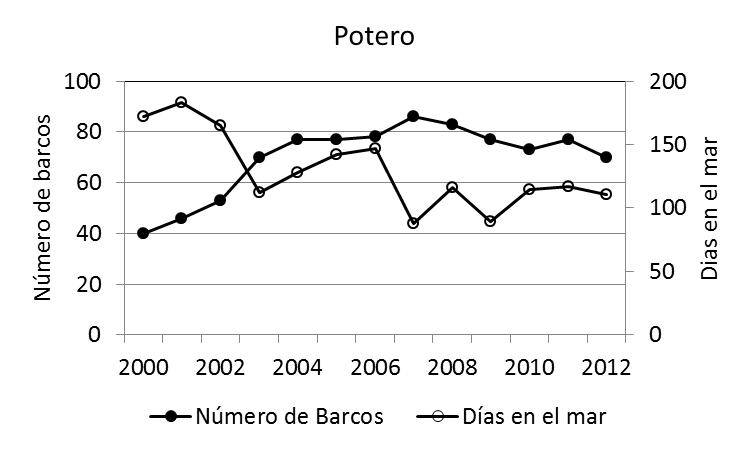 Potero
Número de barcos
100
80
60
40
20
0
200
150
100
50
0
Dias en el mar
2000 2002 2004 2006 2008 2010 2012
Número de Barcos Días en el mar